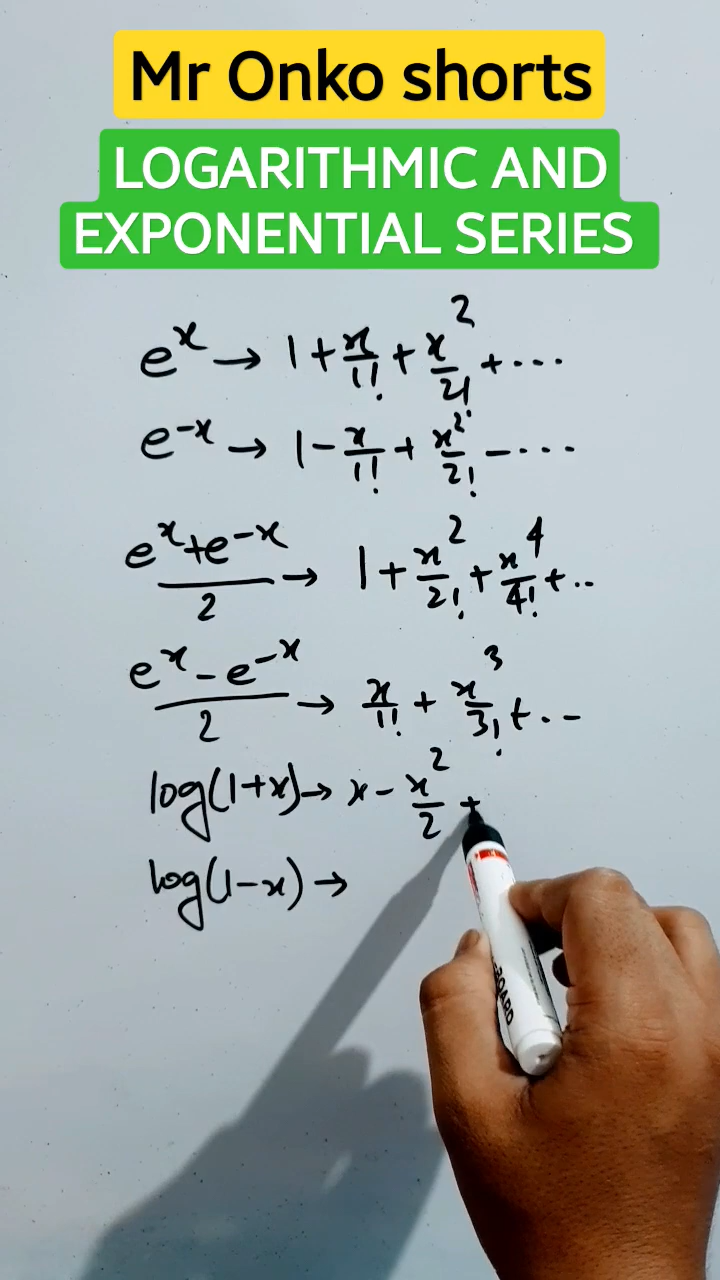 Mr Onko shorts
LOGARITHMIC AND
EXPONENTIAL SERIES
e^x → 1 + x/1! + x^2/2! + ...
e^-x → 1 - x/1! + x^2/2! - ....
(e^x + e^-x)/2 → 1 + x^2/2! + x^4/4! + ..
(e^x - e^-x)/2 → x/1! + x^3/3! + ..-
log(1+x) → x - x^2/2 +
log(1-x) →
BOARD